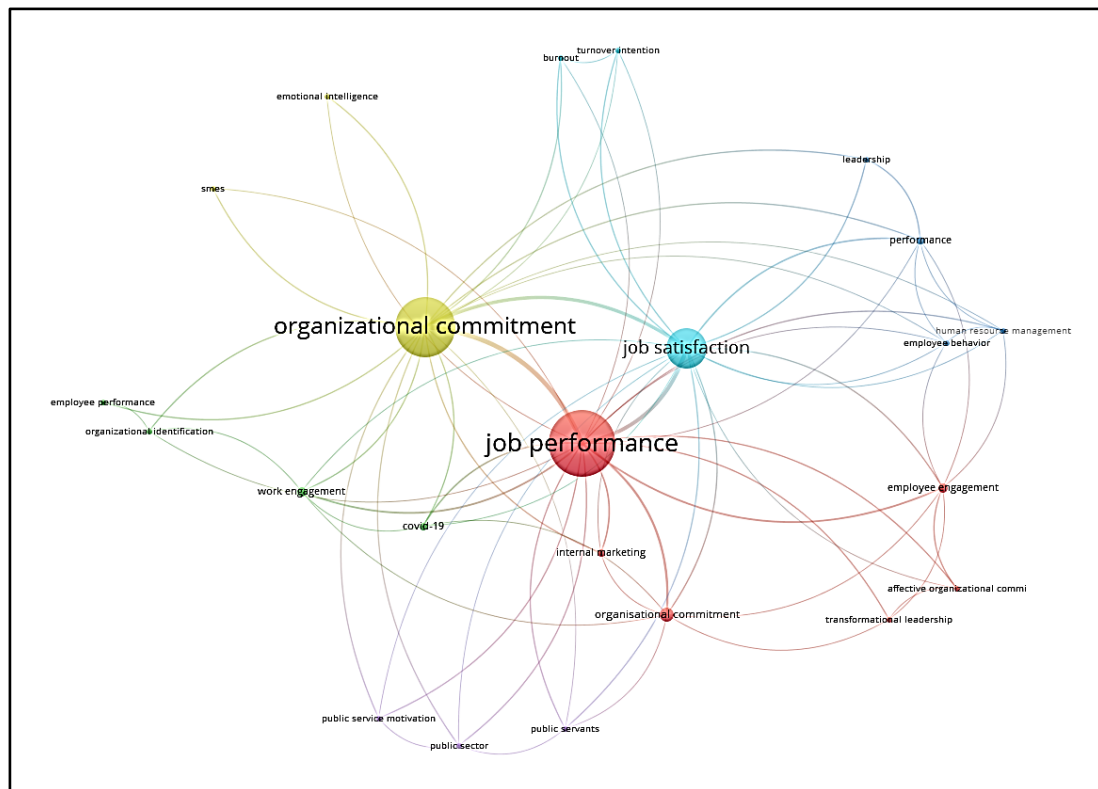 turnover intention
burnout
emotional intelligence
leadership
smes
performance
organizational commitment
human resourse management
employee behavior
job satisfaction
employee performance
organizational identification
job performance
work engagement
employee engagement
covid-19
internal marketing
affective organizational commi
organisational commitment
transformational leadership
public service motivation
public servants
public sector